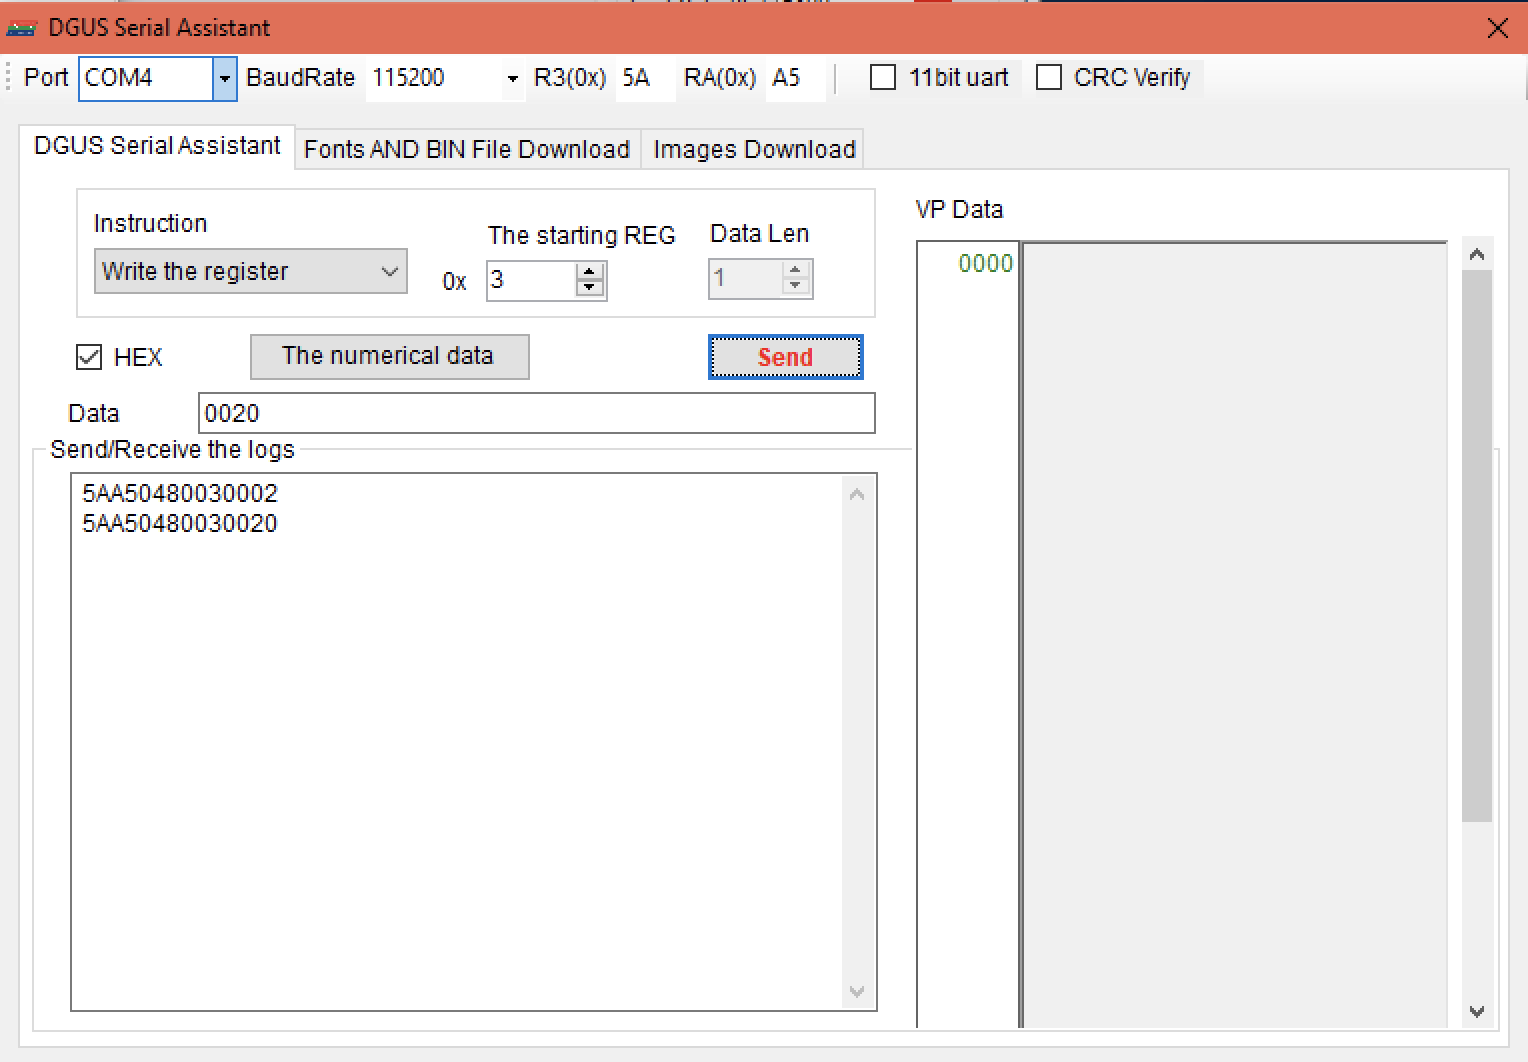 DGUS Serial Assistant
Port COM4 BaudRate 115200 R3(0x) 5A RA(0x) A5 11bit uart CRC Verify
DGUS Serial Assistant Fonts AND BIN File Download Images Download
Instruction The starting REG Data Len
Write the register 0x 3 1
HEX The numerical data Send
Data 0020
Send/Receive the logs
5AA50480030002
5AA50480030020
VP Data
0000